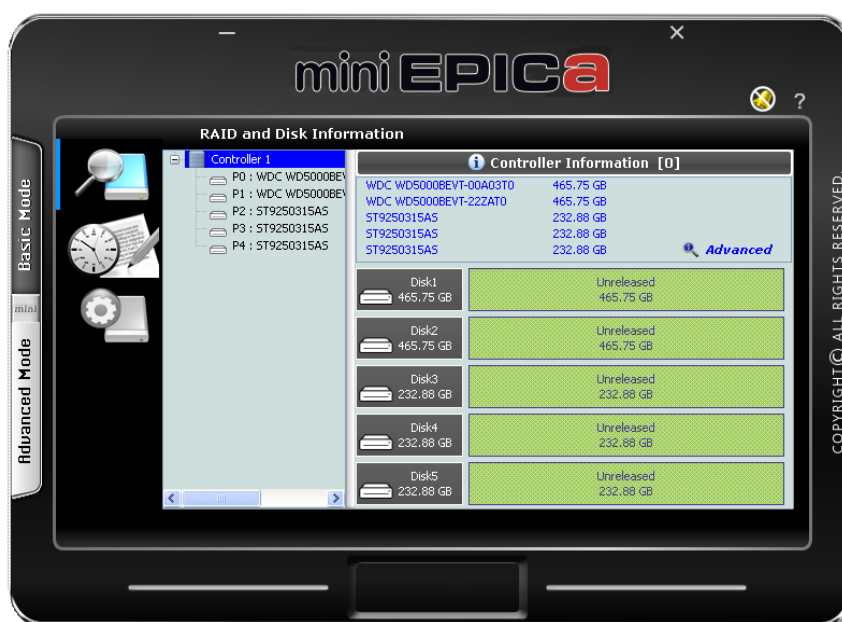 mini EPICa
?
RAID and Disk Information
Basic Mode
mini
Advanced Mode
Controller 1
P0 : WDC WD5000BEV
P1 : WDC WD5000BEV
P2 : ST9250315AS
P3 : ST9250315AS
P4 : ST9250315AS
i Controller Information [0]
WDC WD5000BEVT-00A03T0 465.75 GB
WDC WD5000BEVT-22ZAT0 465.75 GB
ST9250315AS 232.88 GB
ST9250315AS 232.88 GB
ST9250315AS 232.88 GB
Advanced
Disk1
465.75 GB
Unreleased
465.75 GB
Disk2
465.75 GB
Unreleased
465.75 GB
Disk3
232.88 GB
Unreleased
232.88 GB
Disk4
232.88 GB
Unreleased
232.88 GB
Disk5
232.88 GB
Unreleased
232.88 GB
COPYRIGHT© ALL RIGHTS RESERVED.